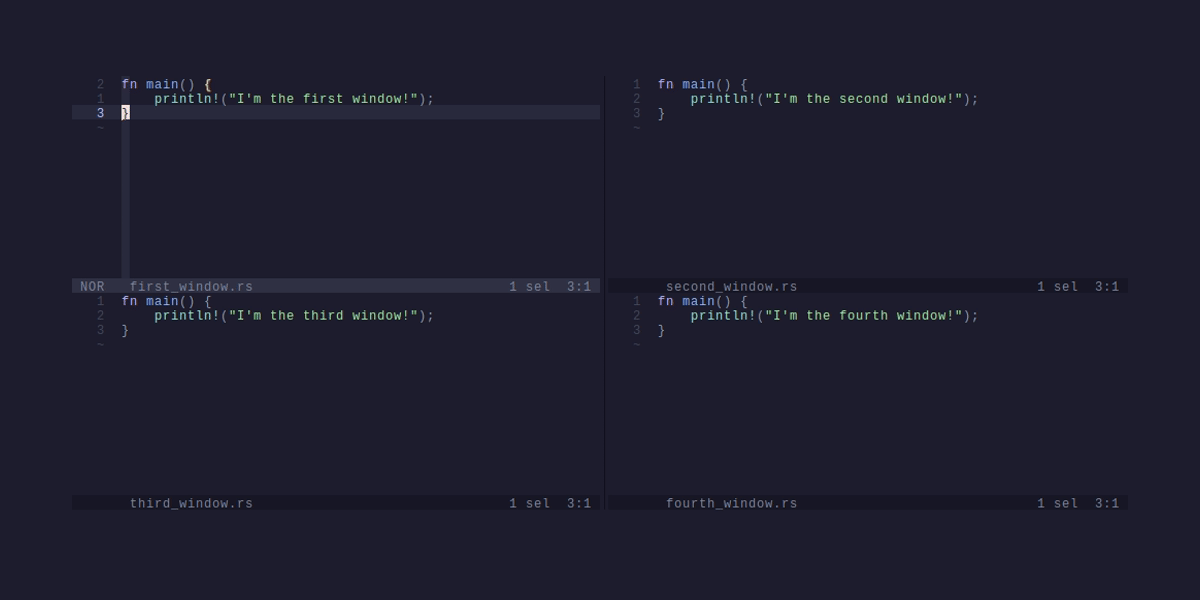 2  fn main() {
1      println!("I'm the first window!");
3  }
~
NOR   first_window.rs   1 sel  3:1
1  fn main() {
2      println!("I'm the second window!");
3  }
~
second_window.rs   1 sel  3:1
1  fn main() {
2      println!("I'm the third window!");
3  }
~
third_window.rs   1 sel  3:1
1  fn main() {
2      println!("I'm the fourth window!");
3  }
~
fourth_window.rs   1 sel  3:1